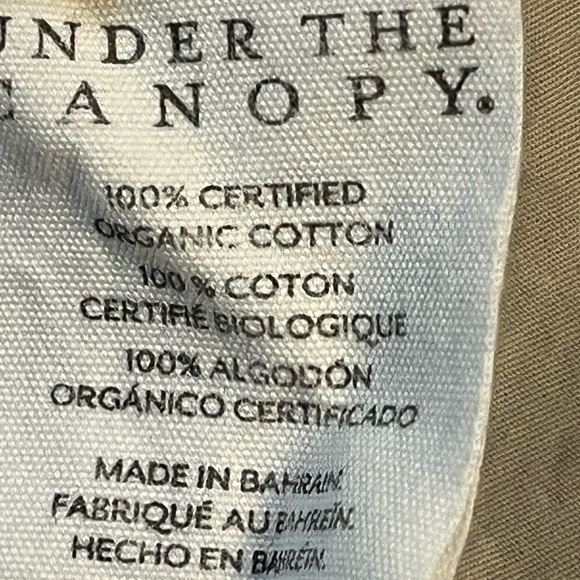 UNDER THE
CANOPY.
100% CERTIFIED
ORGANIC COTTON
100% COTON
CERTIFIÉ BIOLOGIQUE
100% ALGODÓN
ORGÁNICO CERTIFICADO
MADE IN BAHRAIN.
FABRIQUÉ AU BAHREÏN.
HECHO EN BAHRÉIN.